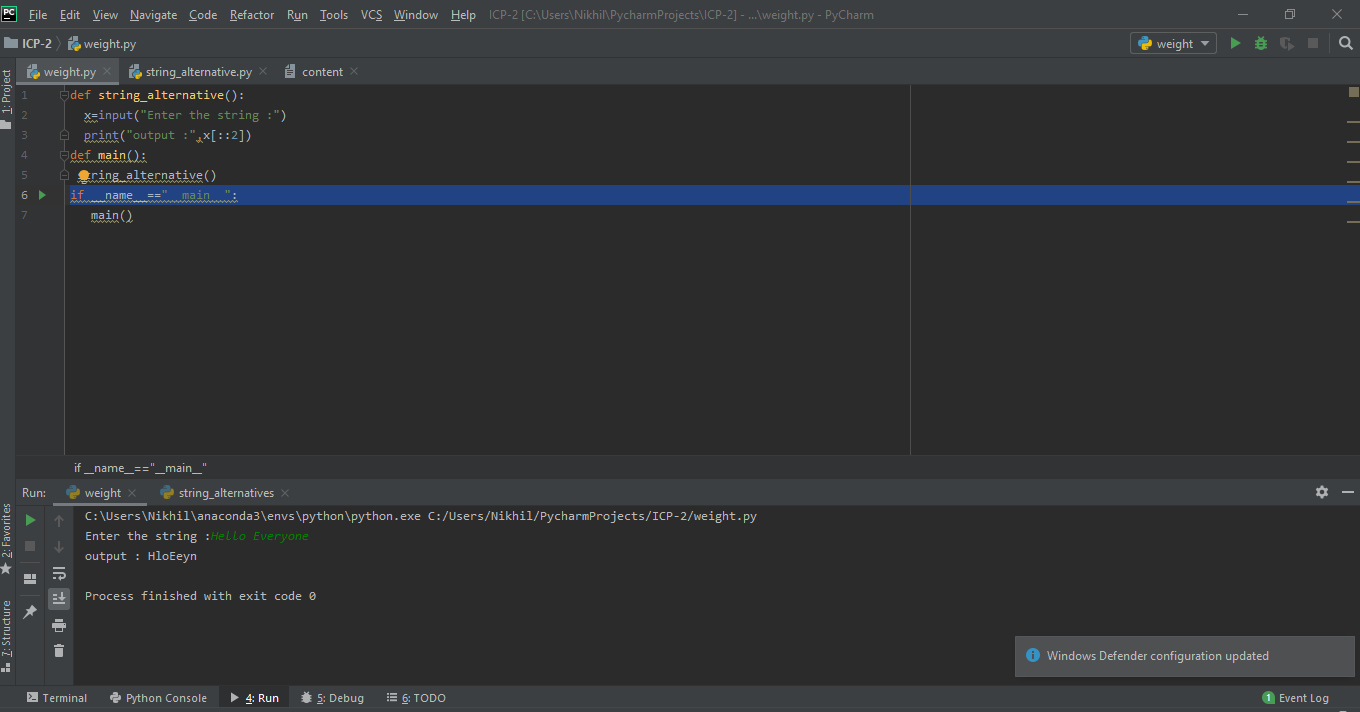 PC File Edit View Navigate Code Refactor Run Tools VCS Window Help ICP-2 [C:\Users\Nikhil\PycharmProjects\ICP-2] - ...\weight.py - PyCharm
ICP-2 weight.py weight
1: Project
weight.py string_alternative.py content
1 def string_alternative():
2 x=input("Enter the string :")
3 print("output :",x[::2])
4 def main():
5 tring_alternative()
6 if __name__=="__main__":
7 main()
if __name__=="__main__"
Run: weight string_alternatives
2: Favorites
7: Structure
C:\Users\Nikhil\anaconda3\envs\python\python.exe C:/Users/Nikhil/PycharmProjects/ICP-2/weight.py
Enter the string :Hello Everyone
output : HloEeyn
Process finished with exit code 0
Windows Defender configuration updated
Terminal Python Console 4: Run 5: Debug 6: TODO 1 Event Log